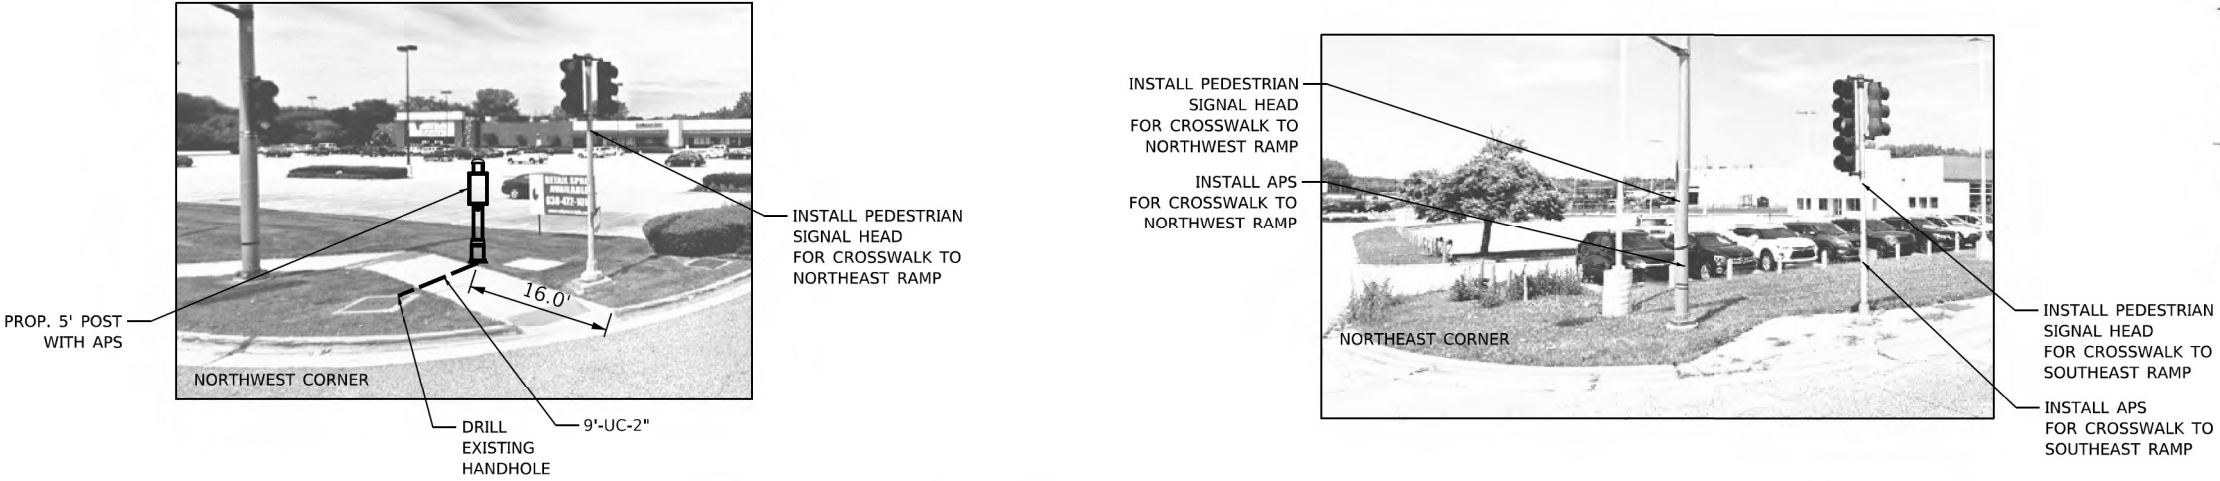 PROP. 5' POST
WITH APS
NORTHWEST CORNER
RETAIL SPACE
AVAILABLE
16.0'
DRILL
EXISTING
HANDHOLE
9'-UC-2"
INSTALL PEDESTRIAN
SIGNAL HEAD
FOR CROSSWALK TO
NORTHEAST RAMP
INSTALL PEDESTRIAN
SIGNAL HEAD
FOR CROSSWALK TO
NORTHWEST RAMP
INSTALL APS
FOR CROSSWALK TO
NORTHWEST RAMP
NORTHEAST CORNER
INSTALL PEDESTRIAN
SIGNAL HEAD
FOR CROSSWALK TO
SOUTHEAST RAMP
INSTALL APS
FOR CROSSWALK TO
SOUTHEAST RAMP